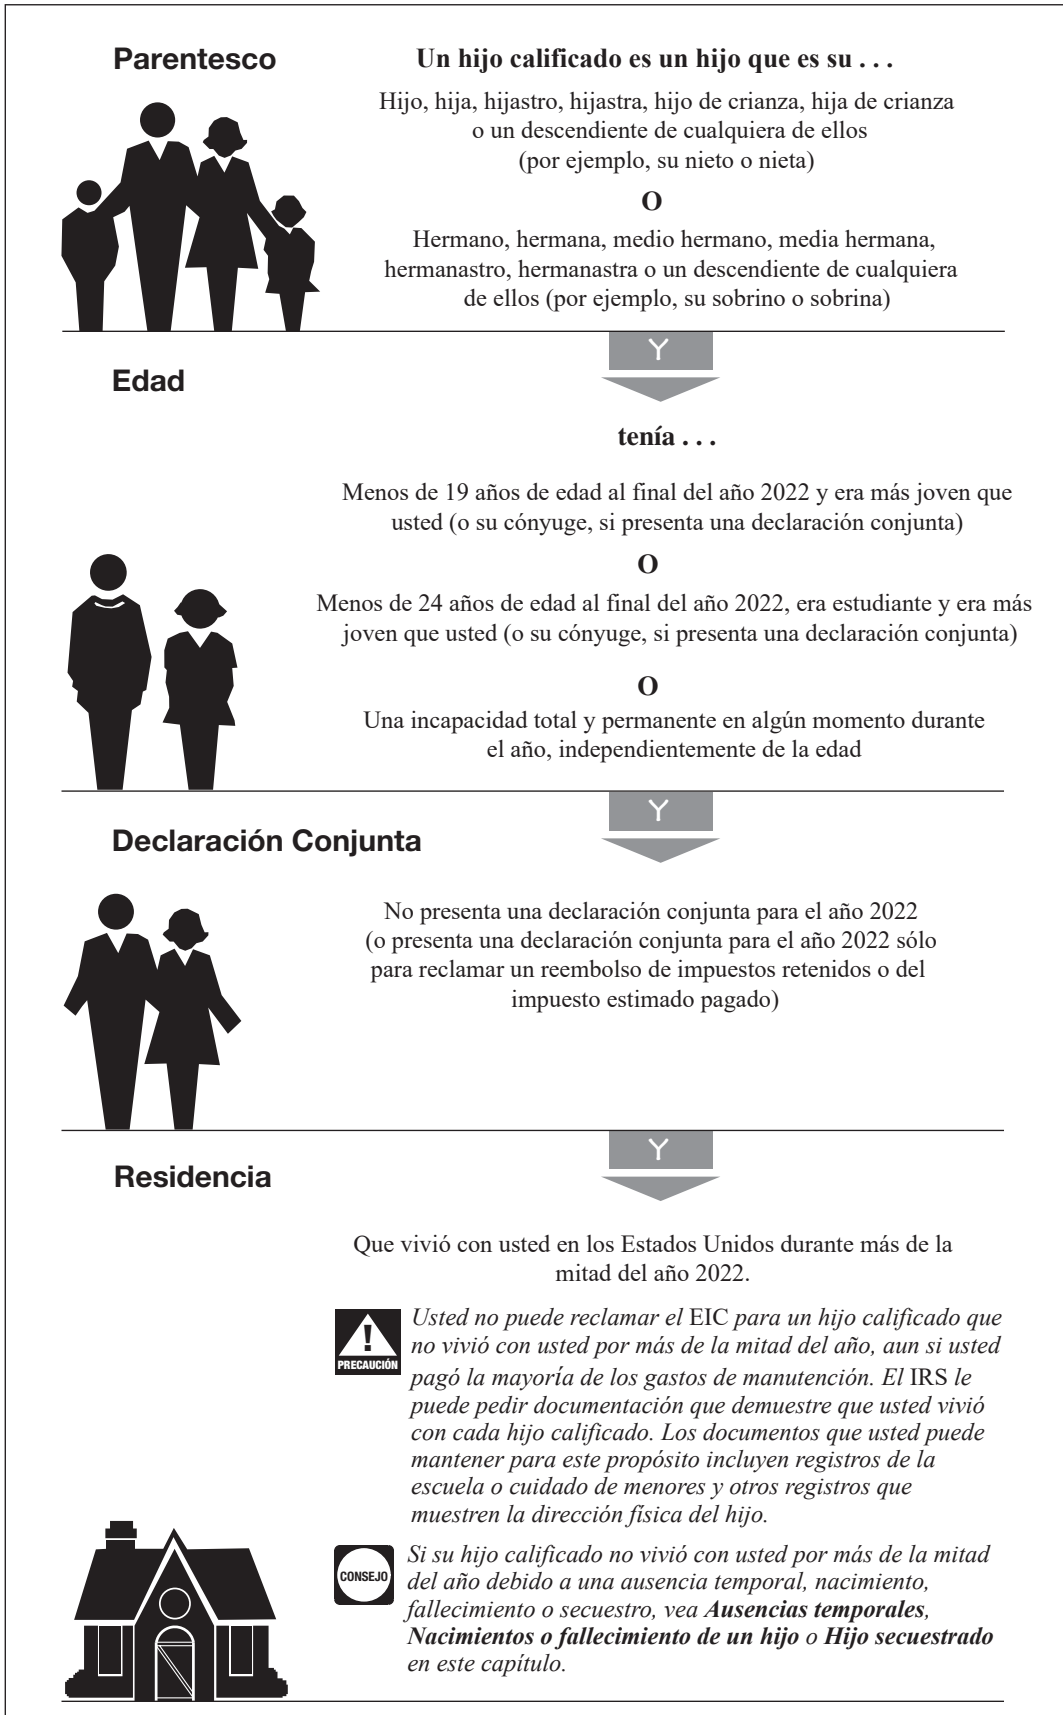 Parentesco
Un hijo calificado es un hijo que es su . . .
Hijo, hija, hijastro, hijastra, hijo de crianza, hija de crianza
o un descendiente de cualquiera de ellos
(por ejemplo, su nieto o nieta)
O
Hermano, hermana, medio hermano, media hermana,
hermanastro, hermanastra o un descendiente de cualquiera
de ellos (por ejemplo, su sobrino o sobrina)
Y
Edad
tenía . . .
Menos de 19 años de edad al final del año 2022 y era más joven que
usted (o su cónyuge, si presenta una declaración conjunta)
O
Menos de 24 años de edad al final del año 2022, era estudiante y era más
joven que usted (o su cónyuge, si presenta una declaración conjunta)
O
Una incapacidad total y permanente en algún momento durante
el año, independientemente de la edad
Y
Declaración Conjunta
No presenta una declaración conjunta para el año 2022
(o presenta una declaración conjunta para el año 2022 sólo
para reclamar un reembolso de impuestos retenidos o del
impuesto estimado pagado)
Y
Residencia
Que vivió con usted en los Estados Unidos durante más de la
mitad del año 2022.
!
PRECAUCIÓN
Usted no puede reclamar el EIC para un hijo calificado que
no vivió con usted por más de la mitad del año, aun si usted
pagó la mayoría de los gastos de manutención. El IRS le
puede pedir documentación que demuestre que usted vivió
con cada hijo calificado. Los documentos que usted puede
mantener para este propósito incluyen registros de la
escuela o cuidado de menores y otros registros que
muestren la dirección física del hijo.
CONSEJO
Si su hijo calificado no vivió con usted por más de la mitad
del año debido a una ausencia temporal, nacimiento,
fallecimiento o secuestro, vea Ausencias temporales,
Nacimientos o fallecimiento de un hijo o Hijo secuestrado
en este capítulo.